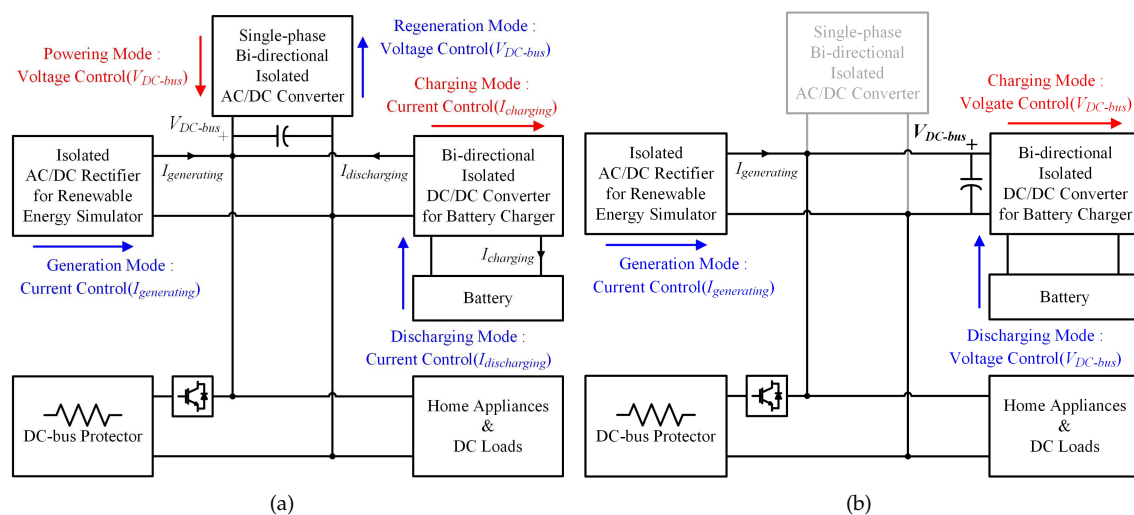 Powering Mode :
Voltage Control(VDC-bus)
Single-phase
Bi-directional
Isolated
AC/DC Converter
Regeneration Mode :
Voltage Control(VDC-bus)
Charging Mode :
Current Control(Icharging)
VDC-bus
+
Isolated
AC/DC Rectifier
for Renewable
Energy Simulator
Igenerating
Idischarging
Bi-directional
Isolated
DC/DC Converter
for Battery Charger
Generation Mode :
Current Control(Igenerating)
Icharging
Battery
Discharging Mode :
Current Control(Idischarging)
DC-bus Protector
Home Appliances
&
DC Loads
(a)
Single-phase
Bi-directional
Isolated
AC/DC Converter
Charging Mode :
Volgate Control(VDC-bus)
VDC-bus
+
Isolated
AC/DC Rectifier
for Renewable
Energy Simulator
Igenerating
Bi-directional
Isolated
DC/DC Converter
for Battery Charger
Generation Mode :
Current Control(Igenerating)
Battery
Discharging Mode :
Voltage Control(VDC-bus)
DC-bus Protector
Home Appliances
&
DC Loads
(b)